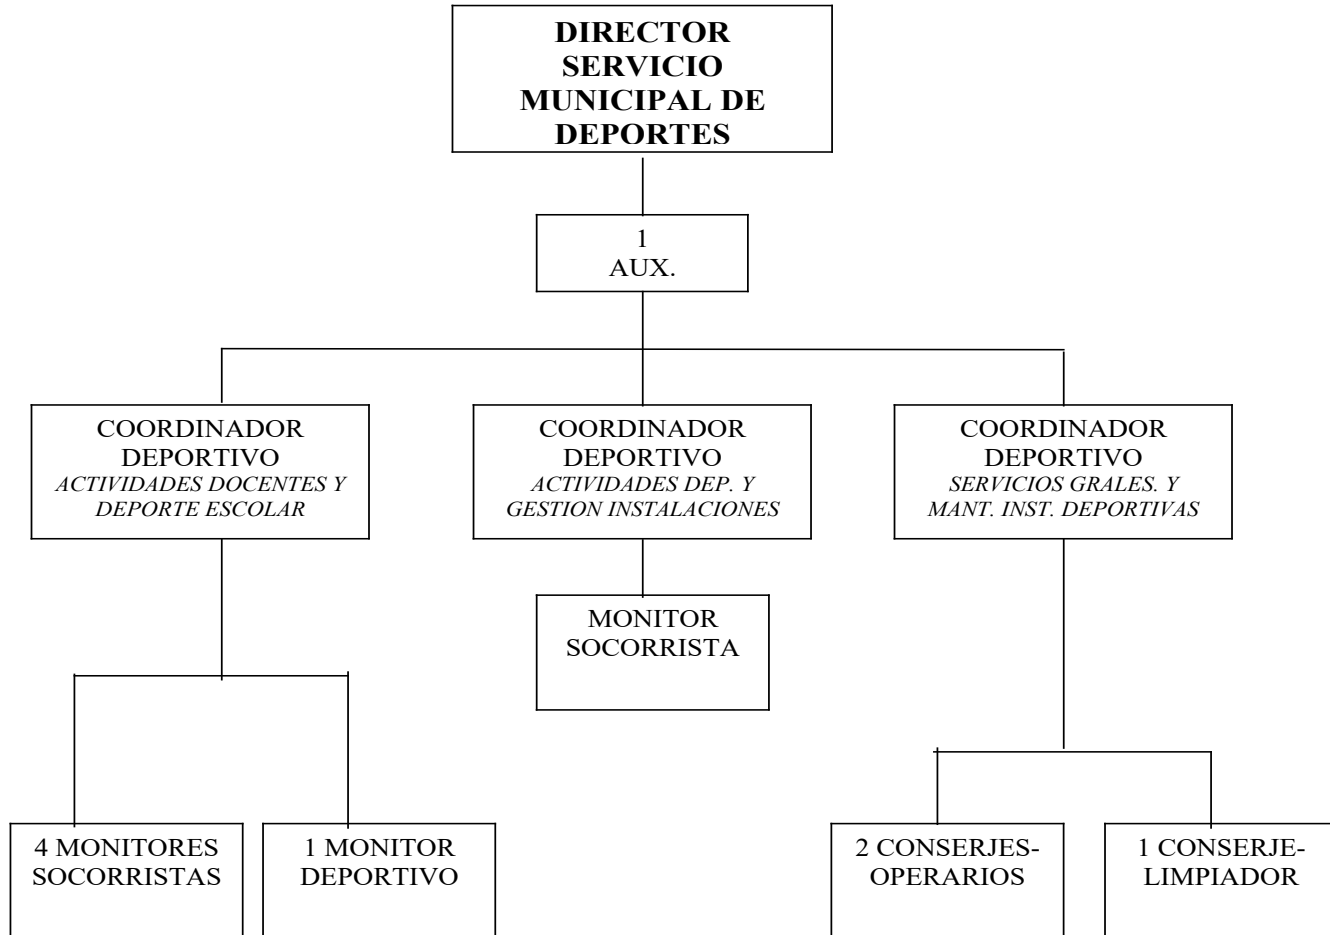 DIRECTOR
SERVICIO
MUNICIPAL DE
DEPORTES
1
AUX.
COORDINADOR
DEPORTIVO
ACTIVIDADES DOCENTES Y
DEPORTE ESCOLAR
COORDINADOR
DEPORTIVO
ACTIVIDADES DEP. Y
GESTION INSTALACIONES
COORDINADOR
DEPORTIVO
SERVICIOS GRALES. Y
MANT. INST. DEPORTIVAS
MONITOR
SOCORRISTA
4 MONITORES
SOCORRISTAS
1 MONITOR
DEPORTIVO
2 CONSERJES-
OPERARIOS
1 CONSERJE-
LIMPIADOR